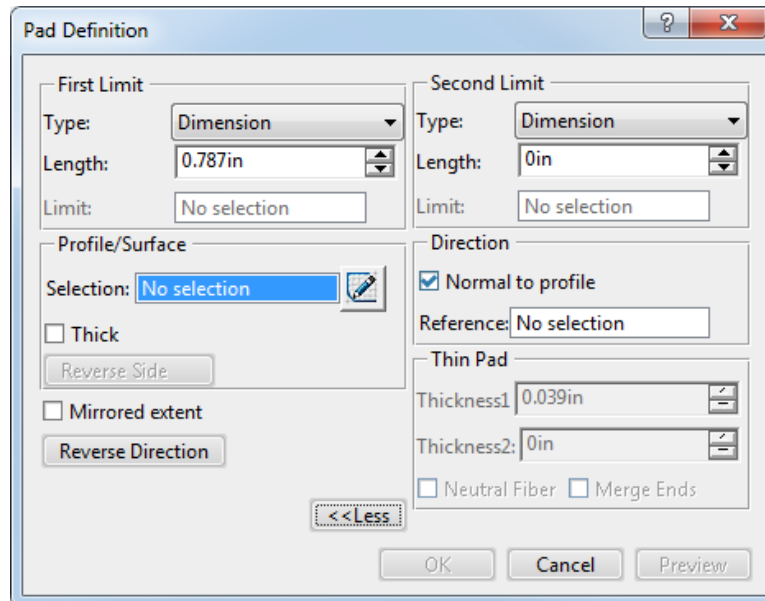 Pad Definition
First Limit
Type: Dimension
Length: 0.787in
Limit: No selection
Second Limit
Type: Dimension
Length: 0in
Limit: No selection
Profile/Surface
Selection: No selection
Thick
Reverse Side
Mirrored extent
Reverse Direction
Direction
Normal to profile
Reference: No selection
Thin Pad
Thickness1 0.039in
Thickness2: 0in
Neutral Fiber Merge Ends
<<Less
OK Cancel Preview